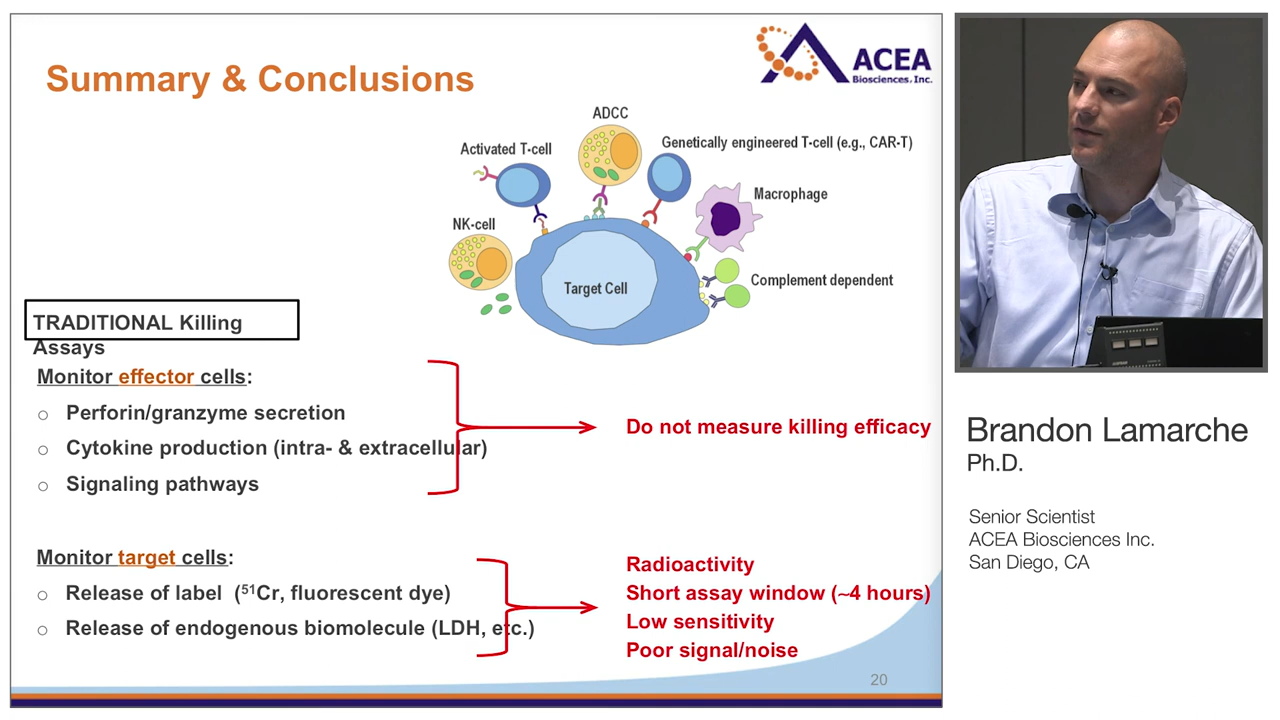 Summary & Conclusions
ACEA
Biosciences, Inc.
ADCC
Activated T-cell
Genetically engineered T-cell (e.g., CAR-T)
Macrophage
NK-cell
Complement dependent
Target Cell
TRADITIONAL Killing
Assays
Monitor effector cells:
○ Perforin/granzyme secretion
○ Cytokine production (intra- & extracellular)
○ Signaling pathways
Do not measure killing efficacy
Monitor target cells:
○ Release of label (⁵¹Cr, fluorescent dye)
○ Release of endogenous biomolecule (LDH, etc.)
Radioactivity
Short assay window (~4 hours)
Low sensitivity
Poor signal/noise
20
Brandon Lamarche
Ph.D.
Senior Scientist
ACEA Biosciences Inc.
San Diego, CA